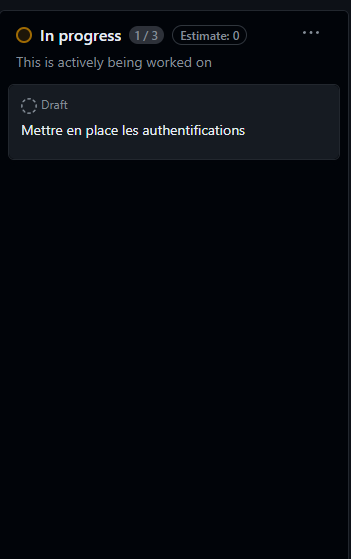 In progress 1 / 3 Estimate: 0
This is actively being worked on
Draft
Mettre en place les authentifications